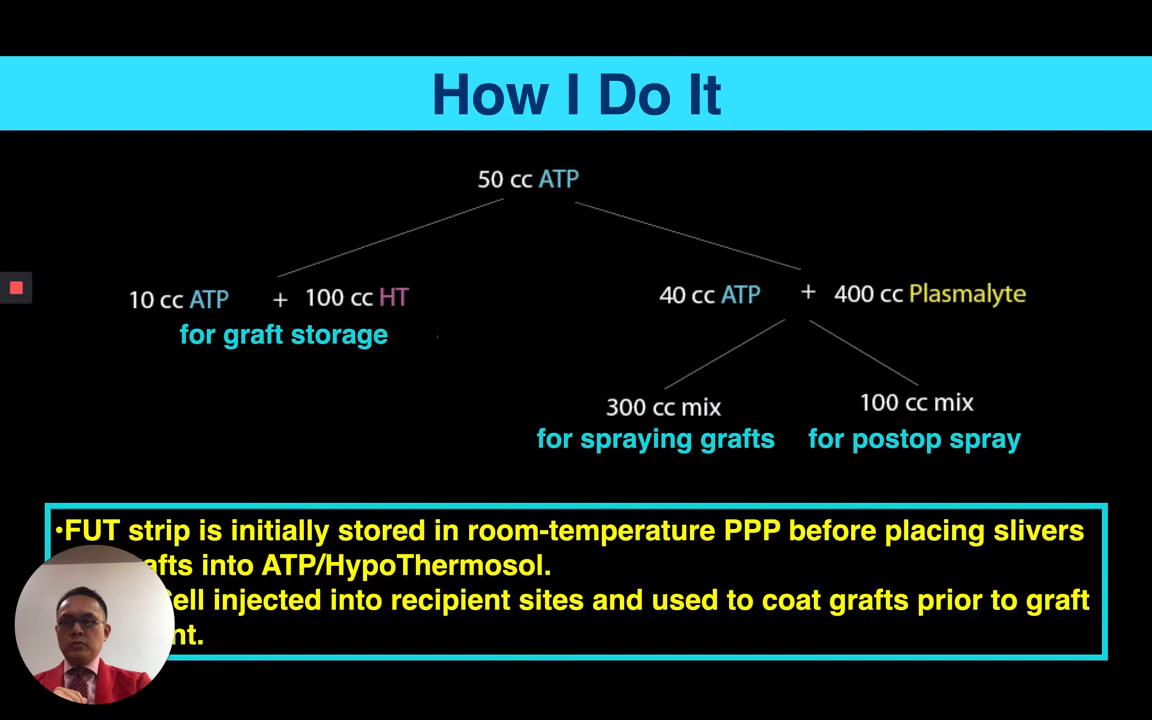 How I Do It
50 cc ATP
10 cc ATP + 100 cc HT
for graft storage
40 cc ATP + 400 cc Plasmalyte
300 cc mix
for spraying grafts
100 cc mix
for postop spray
•FUT strip is initially stored in room-temperature PPP before placing slivers
into ATP/HypoThermosol.
injected into recipient sites and used to coat grafts prior to graft